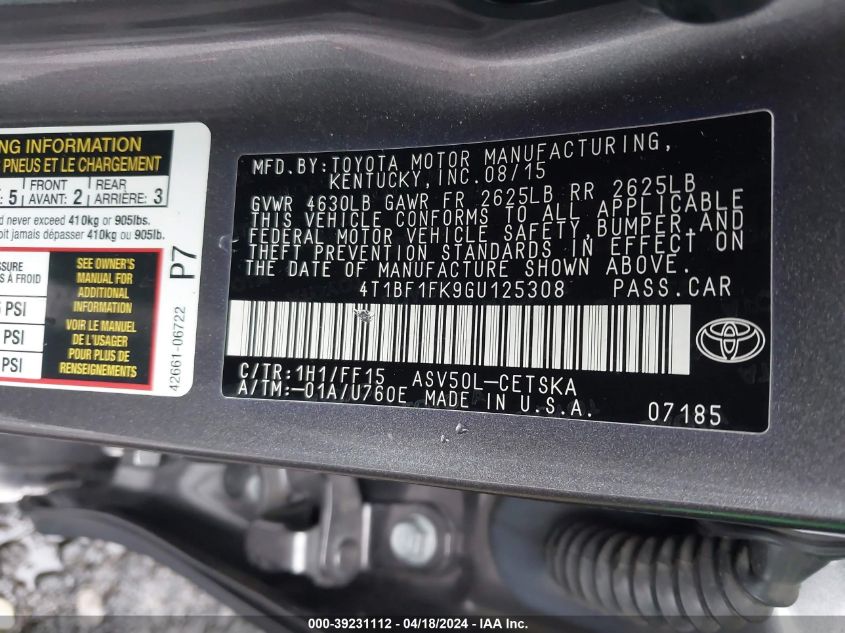 NG INFORMATION
PNEUS ET LE CHARGEMENT
: 5 FRONT AVANT: 2 REAR ARRIÈRE: 3
d never exceed 410kg or 905lbs.
oit jamais dépasser 410kg ou 905lb.
SSURE
S À FROID
SEE OWNER'S
MANUAL FOR
ADDITIONAL
INFORMATION
VOIR LE MANUEL
DE L'USAGER
POUR PLUS DE
RENSEIGNEMENTS
PSI
PSI
P7
42661-06722
MFD.BY:TOYOTA MOTOR MANUFACTURING,
KENTUCKY,INC.08/15
GVWR 4630LB GAWR FR 2625LB RR 2625LB
THIS VEHICLE CONFORMS TO ALL APPLICABLE
FEDERAL MOTOR VEHICLE SAFETY,BUMPER,AND
THEFT PREVENTION STANDARDS IN EFFECT ON
THE DATE OF MANUFACTURE SHOWN ABOVE.
4T1BF1FK9GU125308 PASS.CAR
C/TR:1H1/FF15 ASV50L-CETSKA
A/TM:-01A/U760E MADE IN U.S.A. 07185
000-39231112 - 04/18/2024 - IAA Inc.